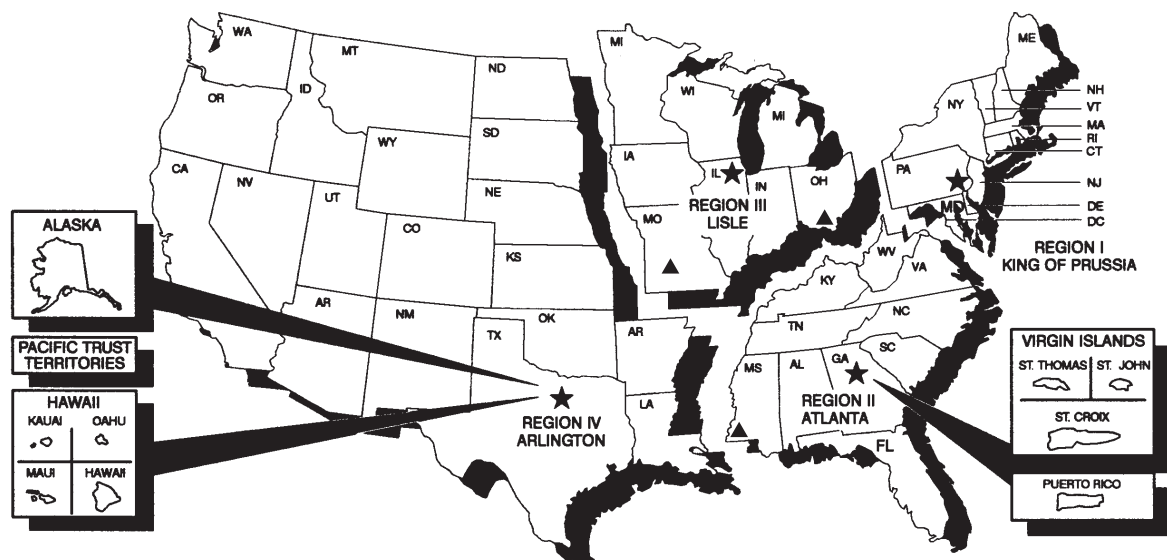 WA
MT
ND
MI
ME
OR
ID
WI
NY
NH
VT
WY
SD
MI
MA
RI
CT
CA
NV
IA
IL
IN
OH
PA
NJ
UT
NE
MO
REGION III
LISLE
MD
DE
DC
ALASKA
CO
KS
WV
VA
REGION I
KING OF PRUSSIA
AR
NM
TX
OK
AR
KY
TN
NC
SC
PACIFIC TRUST
TERRITORIES
MS
AL
GA
VIRGIN ISLANDS
ST. THOMAS
ST. JOHN
ST. CROIX
HAWAII
KAUAI
OAHU
MAUI
HAWAII
REGION IV
ARLINGTON
LA
REGION II
ATLANTA
FL
PUERTO RICO